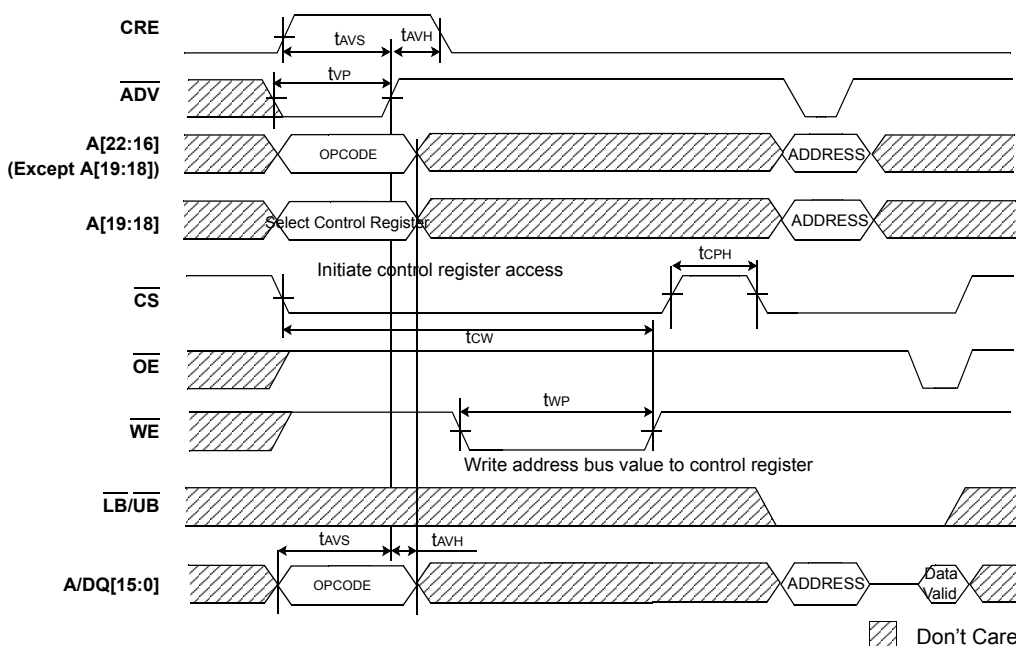 CRE
tAVS
tAVH
tVP
ADV
A[22:16]
(Except A[19:18])
OPCODE
ADDRESS
A[19:18]
Select Control Register
ADDRESS
Initiate control register access
tCPH
CS
tCW
OE
tWP
WE
Write address bus value to control register
LB/UB
tAVS
tAVH
A/DQ[15:0]
OPCODE
ADDRESS
Data
Valid
Don't Care